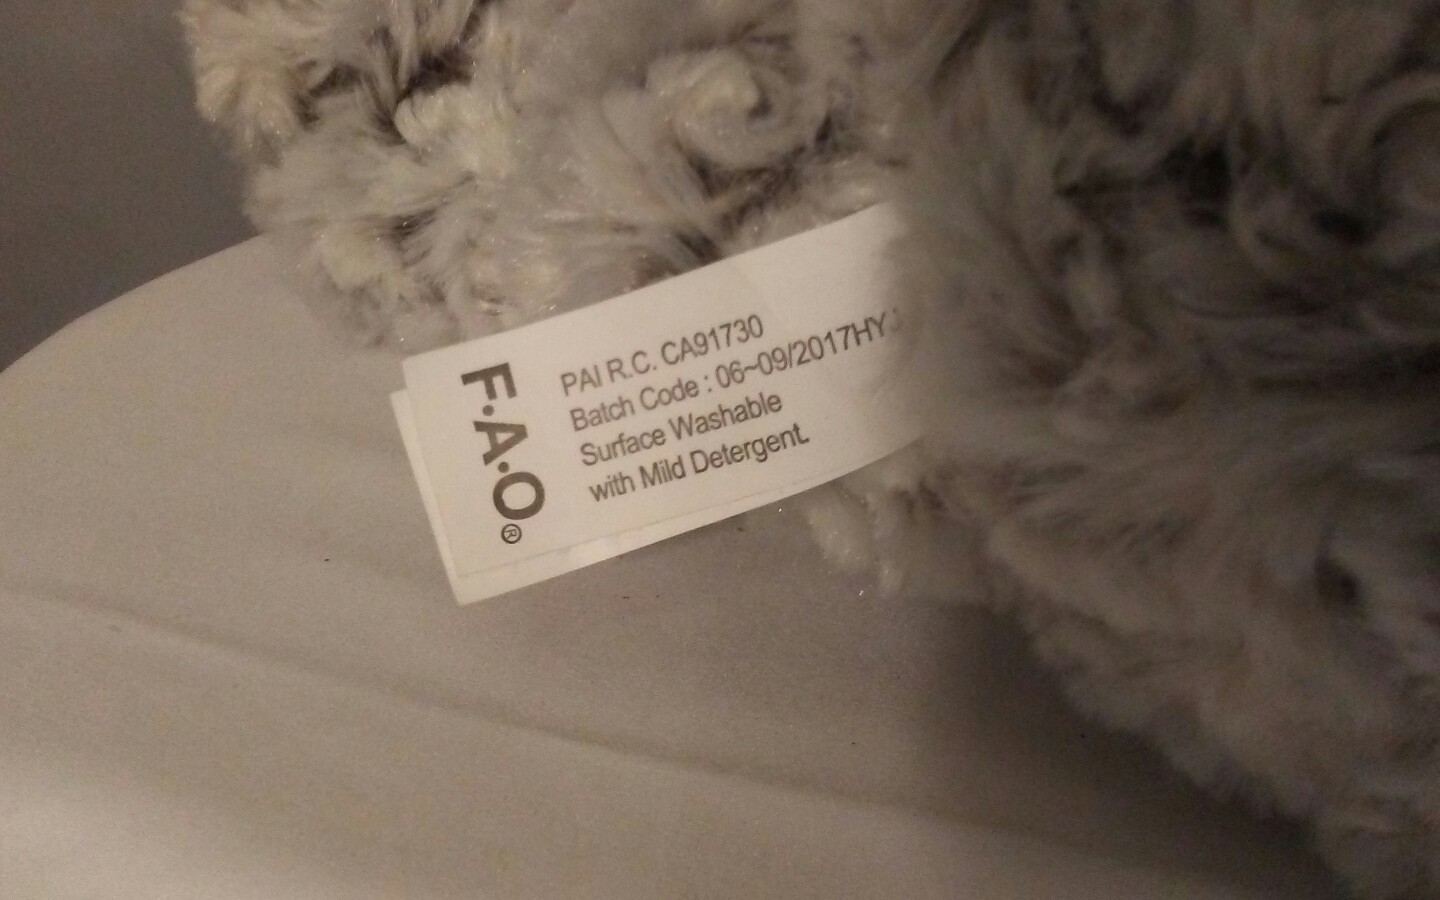 F.A.O®
PAI R.C. CA91730
Batch Code : 06~09/2017HY
Surface Washable
with Mild Detergent.